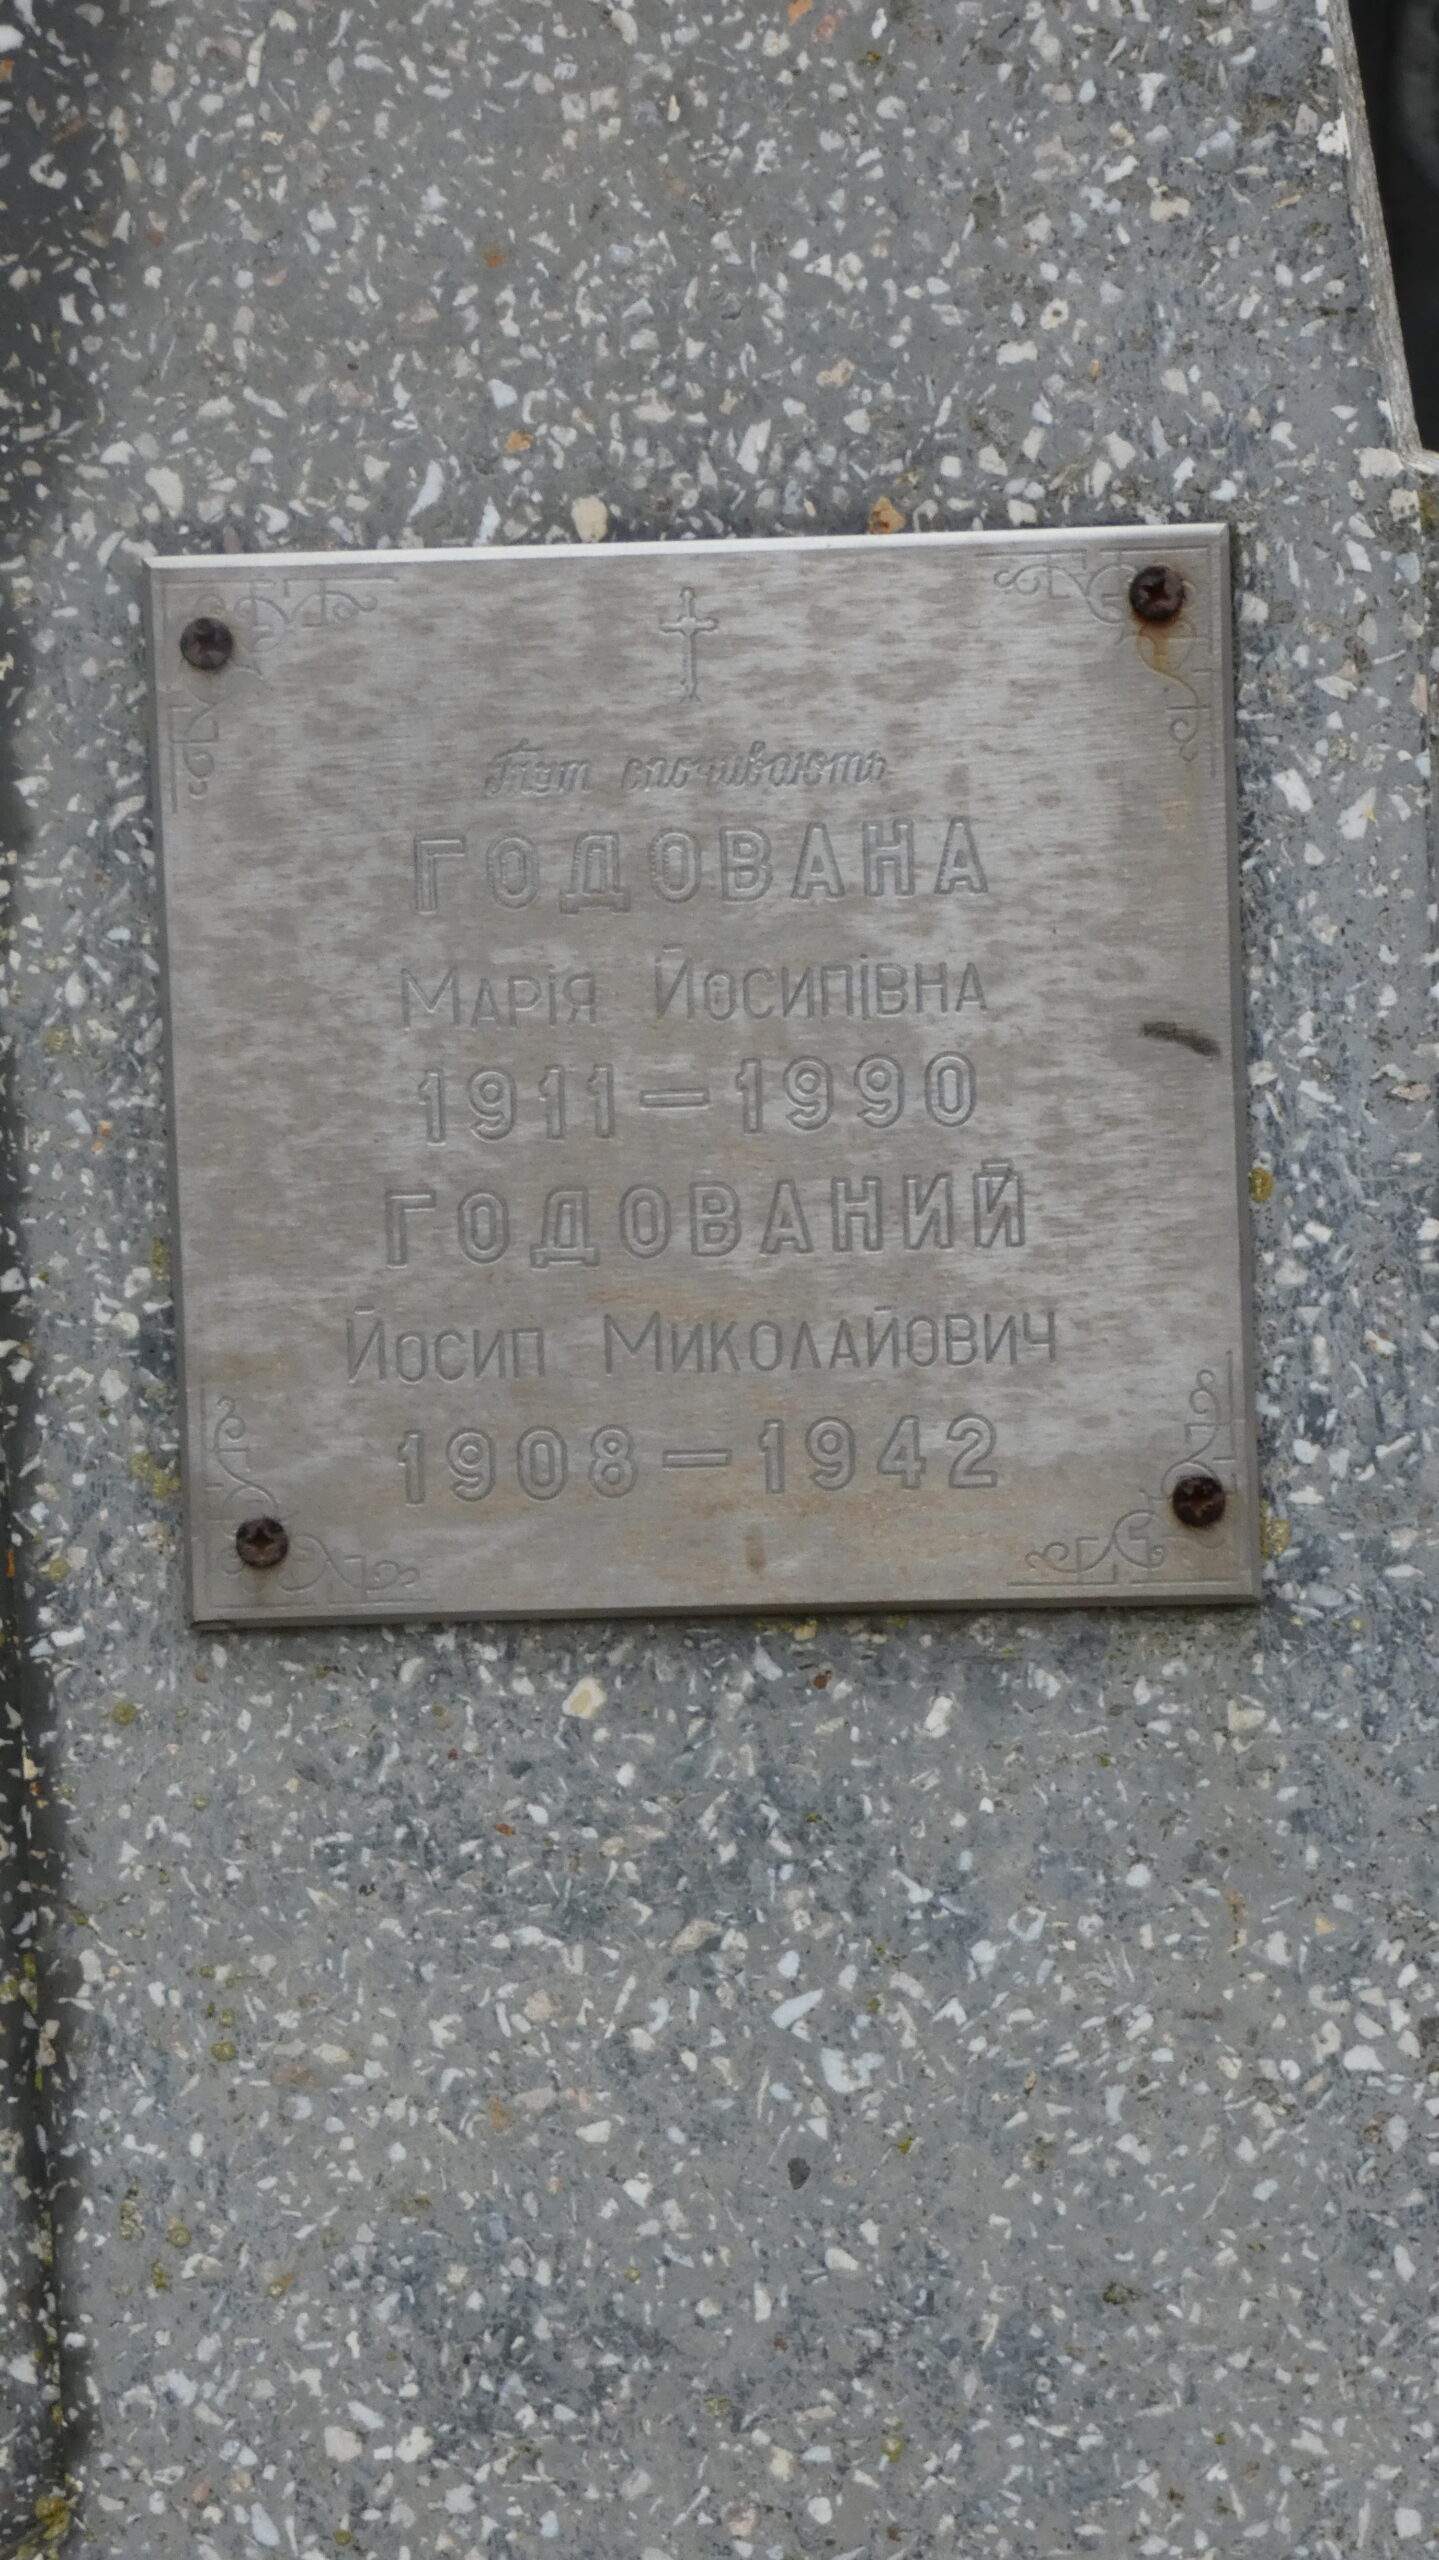 Тут спочивають
ГОДОВАНА
Марія Йосипівна
1911—1990
ГОДОВАНИЙ
Йосип Миколайович
1908—1942